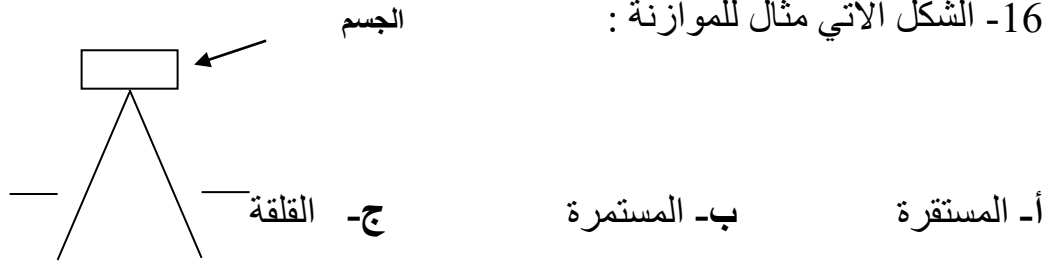 16- الشكل الاتي مثال للموازنة :
الجسم
أ- المستقرة ب- المستمرة ج- القلقة